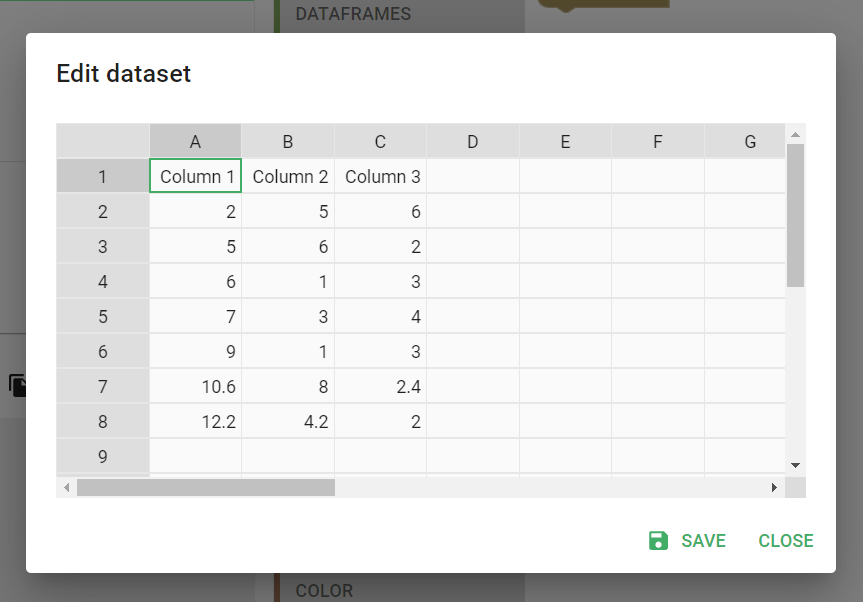 DATAFRAMES
Edit dataset
A B C D E F G
1 Column 1 Column 2 Column 3
2 2 5 6
3 5 6 2
4 6 1 3
5 7 3 4
6 9 1 3
7 10.6 8 2.4
8 12.2 4.2 2
9
SAVE CLOSE
COLOR